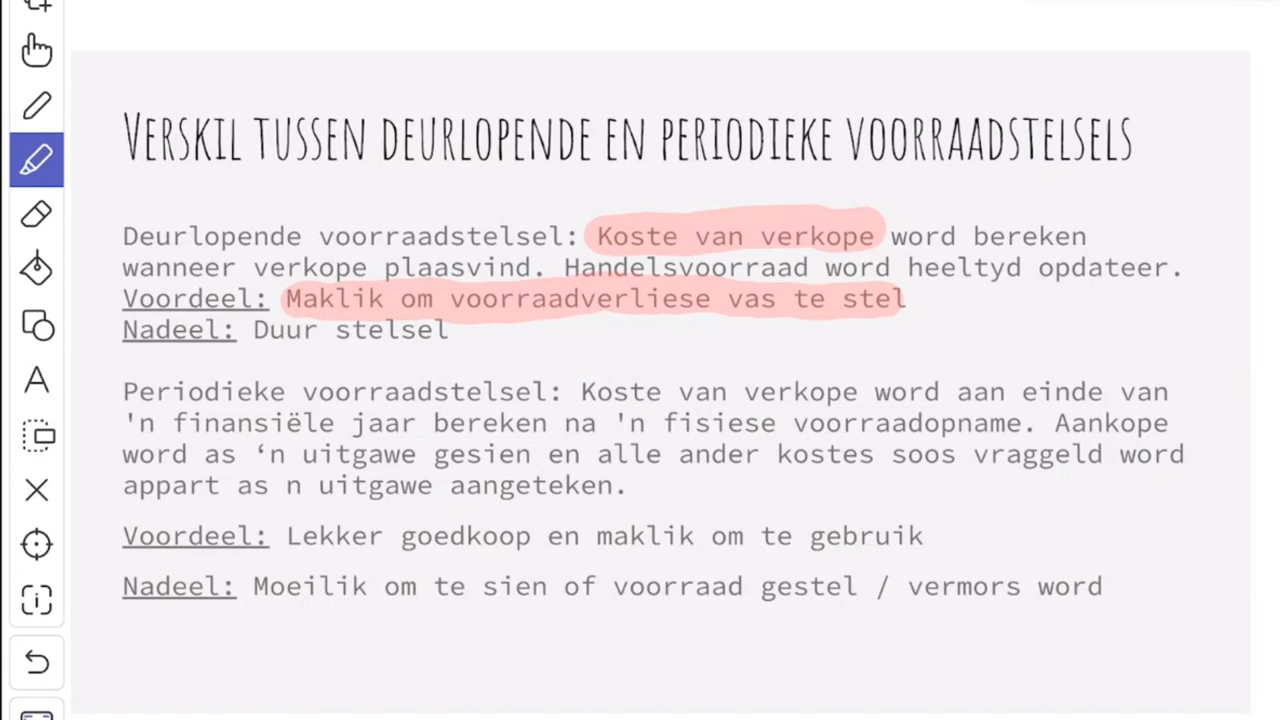 VERSKIL TUSSEN DEURLOPENDE EN PERIODIEKE VOORRAADSTELSELS
Deurlopende voorraadstelsel: Koste van verkope word bereken
wanneer verkope plaasvind. Handelsvoorraad word heeltyd opdateer.
Voordeel: Maklik om voorraadverliese vas te stel
Nadeel: Duur stelsel
Periodieke voorraadstelsel: Koste van verkope word aan einde van
'n finansiële jaar bereken na 'n fisiese voorraadopname. Aankope
word as ‘n uitgawe gesien en alle ander kostes soos vraggeld word
appart as n uitgawe aangeteken.
Voordeel: Lekker goedkoop en maklik om te gebruik
Nadeel: Moeilik om te sien of voorraad gestel / vermors word